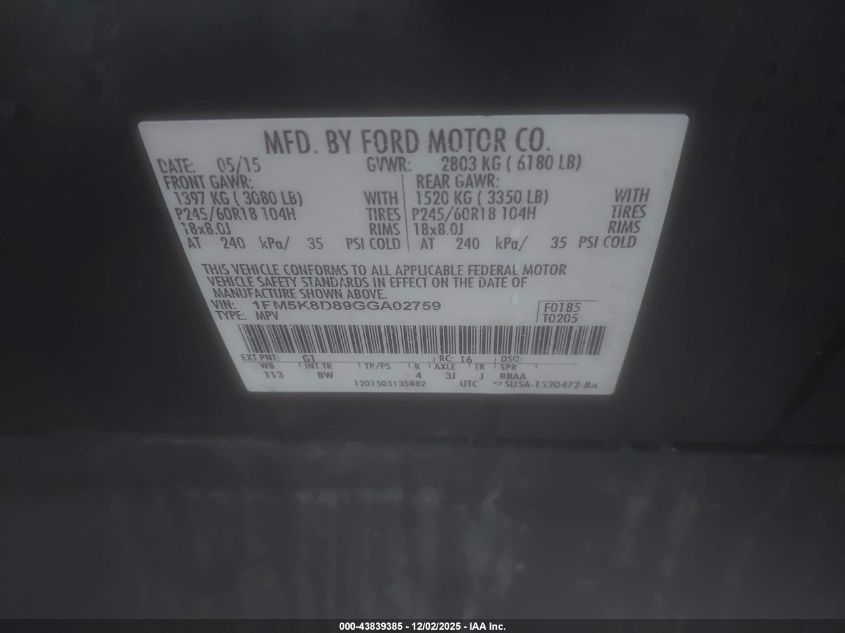 MFD. BY FORD MOTOR CO.
DATE: 05/15 GVWR: 2803 KG ( 6180 LB)
FRONT GAWR: REAR GAWR:
1397 KG ( 3080 LB) WITH 1520 KG ( 3350 LB) WITH
P245/60R18 104H TIRES P245/60R18 104H TIRES
18x8.0J RIMS 18x8.0J RIMS
AT 240 kPa/ 35 PSI COLD AT 240 kPa/ 35 PSI COLD
THIS VEHICLE CONFORMS TO ALL APPLICABLE FEDERAL MOTOR
VEHICLE SAFETY STANDARDS IN EFFECT ON THE DATE OF
MANUFACTURE SHOWN ABOVE.
VIN: 1FM5K8D89GGA02759 F0185
TYPE: MPV T0205
EXT PNT: G1 RC: 16 DSO:
WB INT TR TP/PS R AXLE TR SPR
113 BW 4 3J J BBAA
1201505135882 UTC 5U5A-1520472-BA
000-43839385 - 12/02/2025 - IAA Inc.